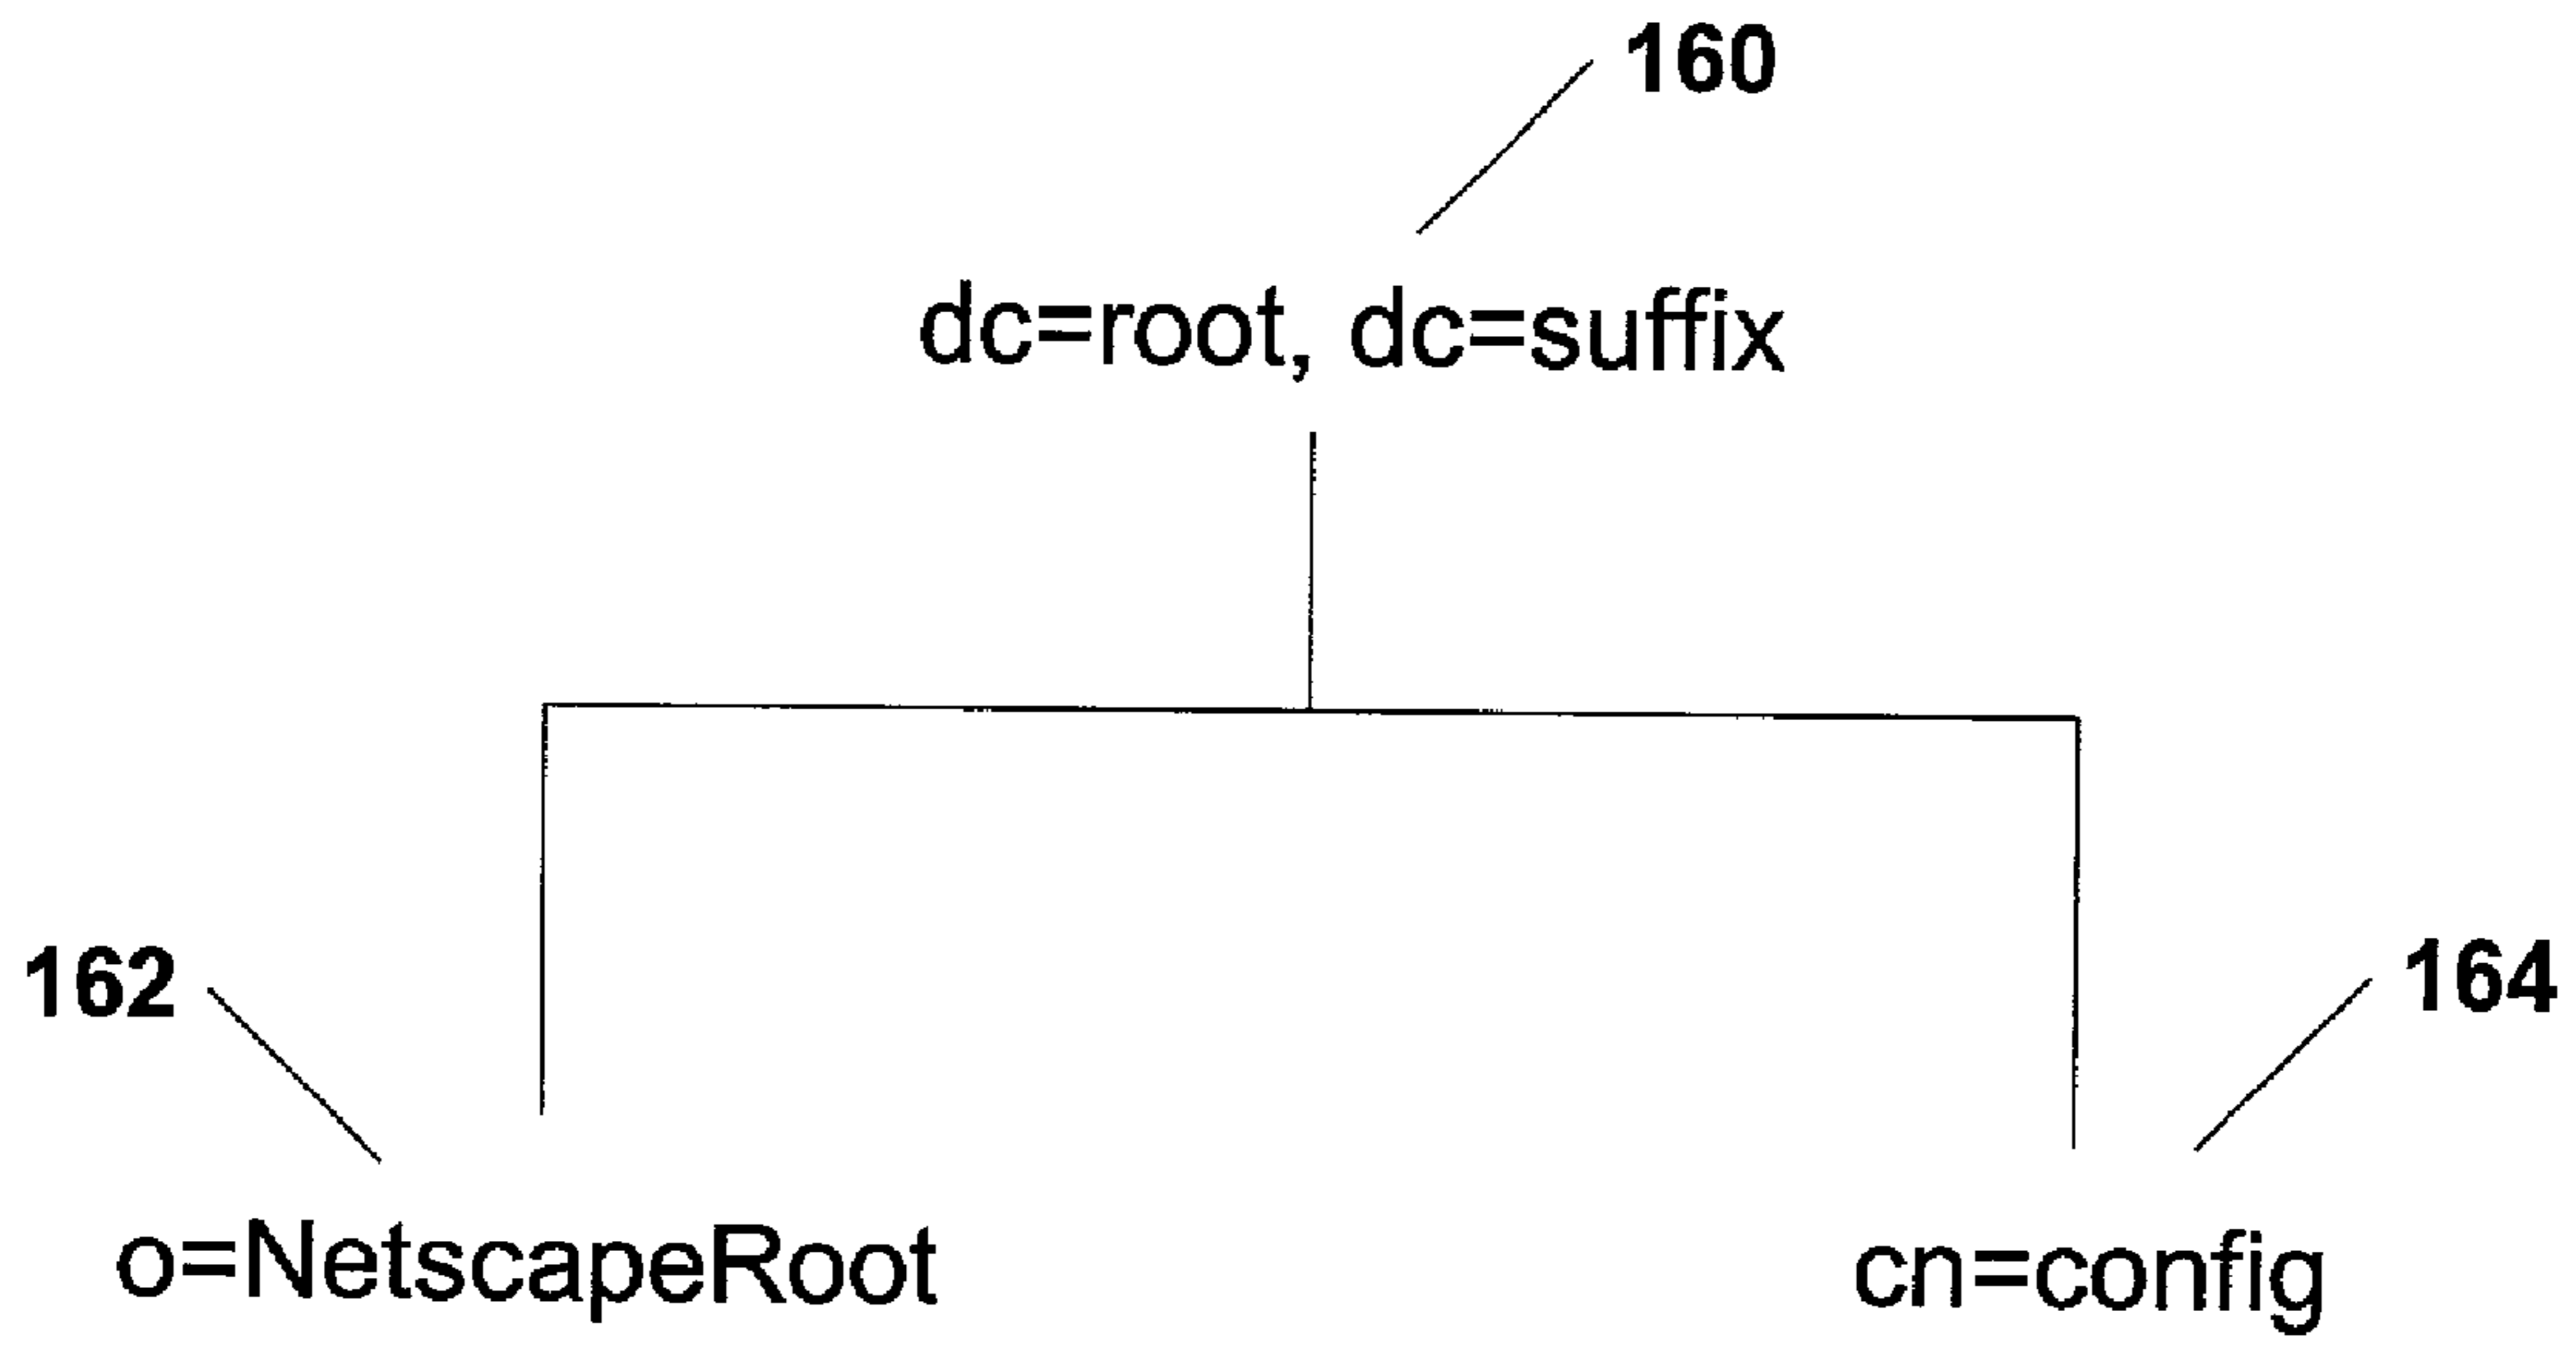 160
dc=root, dc=suffix
162
164
o=NetscapeRoot
cn=config